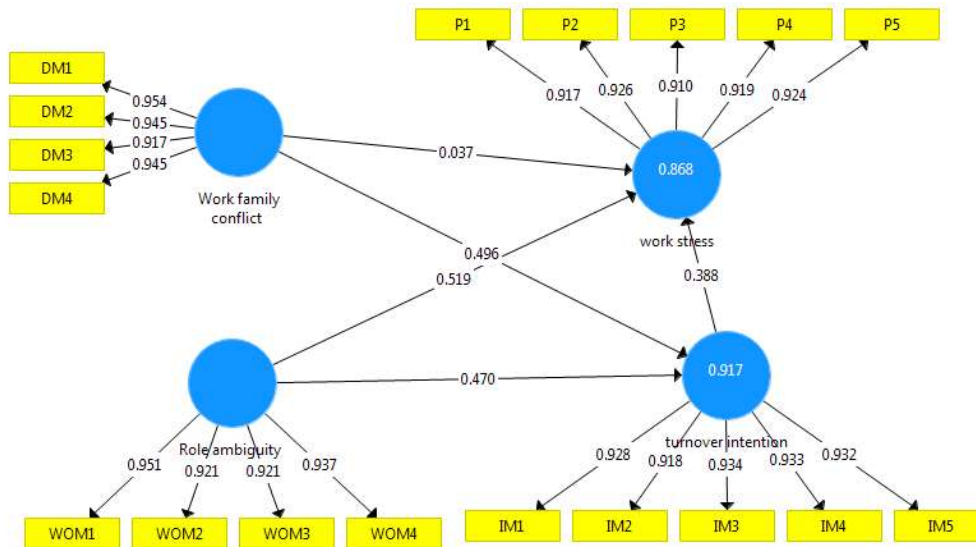 P1
P2
P3
P4
P5
DM1
DM2
DM3
DM4
0.954
0.945
0.917
0.945
0.917
0.926
0.910
0.919
0.924
0.037
0.868
Work family
conflict
work stress
0.496
0.519
0.388
0.470
0.917
Role ambiguity
turnover intention
0.951
0.921
0.921
0.937
0.928
0.918
0.934
0.933
0.932
WOM1
WOM2
WOM3
WOM4
IM1
IM2
IM3
IM4
IM5